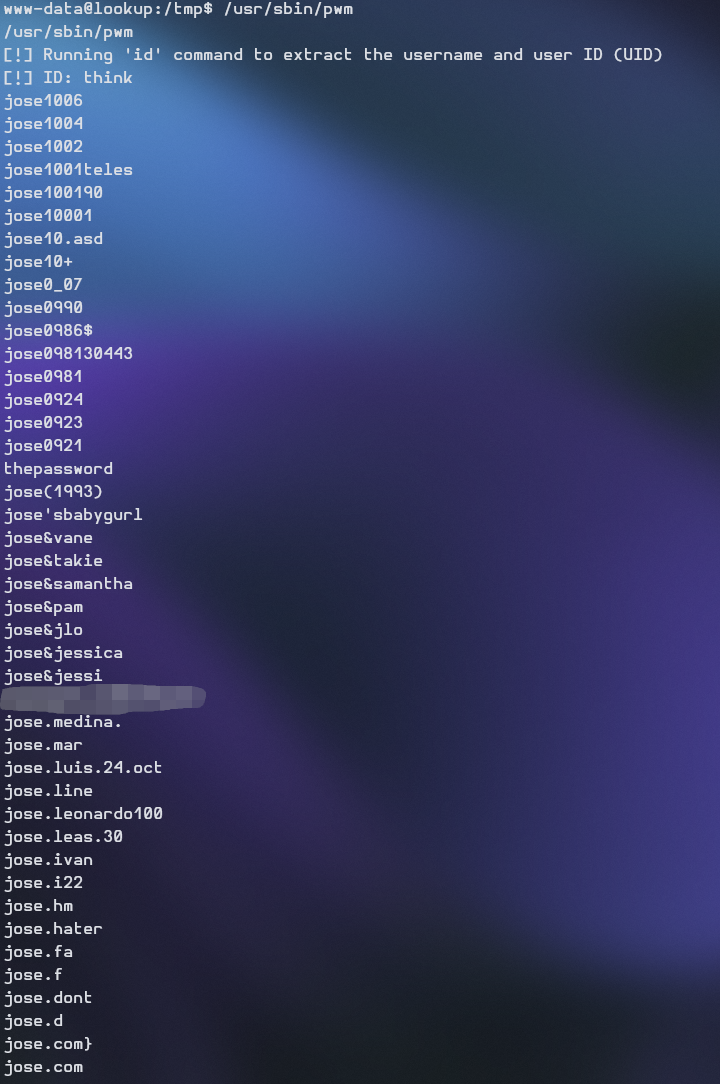 www-data@lookup:/tmp$ /usr/sbin/pwm
/usr/sbin/pwm
[!] Running 'id' command to extract the username and user ID (UID)
[!] ID: think
jose1006
jose1004
jose1002
jose1001teles
jose100190
jose10001
jose10.asd
jose10+
jose0_07
jose0990
jose0986$
jose098130443
jose0981
jose0924
jose0923
jose0921
thepassword
jose(1993)
jose'sbabygurl
jose&vane
jose&takie
jose&samantha
jose&pam
jose&jlo
jose&jessica
jose&jessi
jose.medina.
jose.mar
jose.luis.24.oct
jose.line
jose.leonardo100
jose.leas.30
jose.ivan
jose.i22
jose.hm
jose.hater
jose.fa
jose.f
jose.dont
jose.d
jose.com}
jose.com